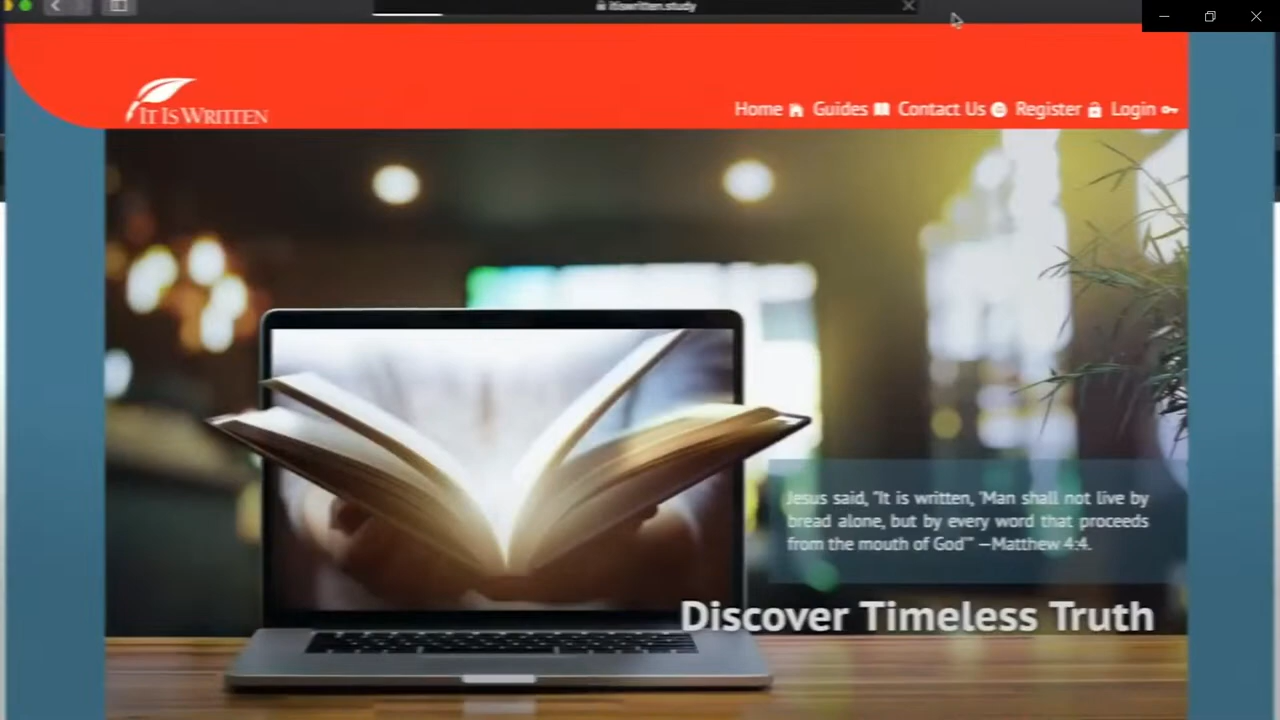 itiswritten.study
IT IS WRITTEN
Home Guides Contact Us Register Login
Jesus said, "It is written, 'Man shall not live by
bread alone, but by every word that proceeds
from the mouth of God'" —Matthew 4:4.
Discover Timeless Truth